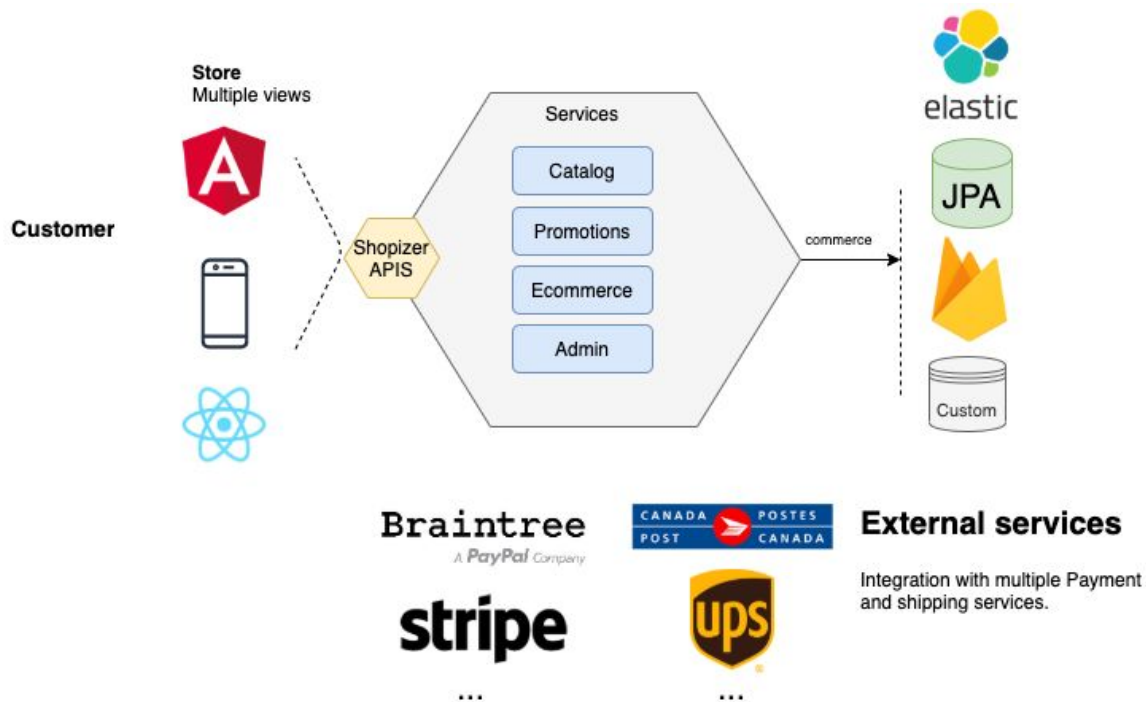 Store
Multiple views
Customer
Shopizer
APIS
Services
Catalog
Promotions
Ecommerce
Admin
commerce
elastic
JPA
Custom
Braintree
A PayPal Company
stripe
...
CANADA POSTES
POST CANADA
ups
®
...
External services
Integration with multiple Payment
and shipping services.